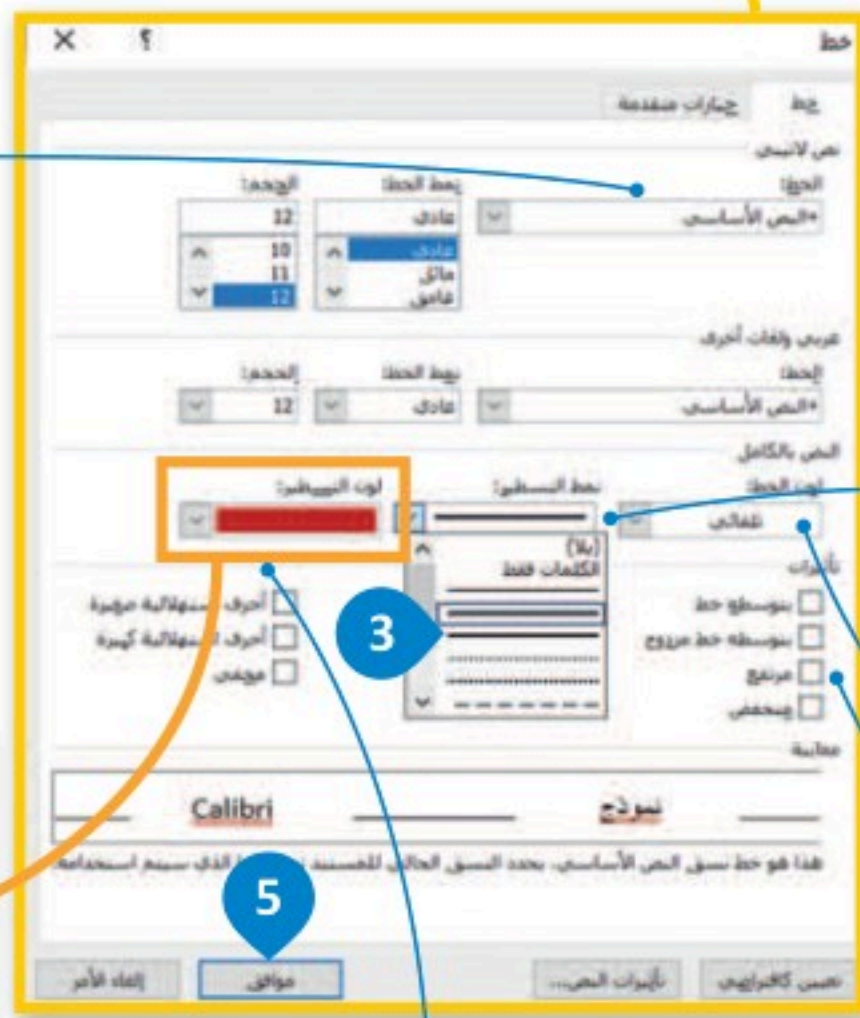 خط
؟ ×
خط خيارات متقدمة
نص لاتيني
الخط: نمط الخط: الحجم:
+النص الأساسي عادي 12
عادي 10
مائل 11
غامق 12
عربي ولغات أخرى
الخط: نمط الخط: الحجم:
+النص الأساسي عادي 12
النص بالكامل
لون الخط: نمط التسطير: لون التسطير:
تلقائي
(بلا)
الكلمات فقط
تأثيرات
يتوسطه خط
يتوسطه خط مزدوج
مرتفع
منخفض
أحرف استهلالية صغيرة
أحرف استهلالية كبيرة
مخفي
3
معاينة
نموذج Calibri
هذا هو خط نسق النص الأساسي. يحدد النسق الحالي للمستند الذي سيتم استخدامه.
5
تعيين كافتراضي تأثيرات النص... موافق إلغاء الأمر